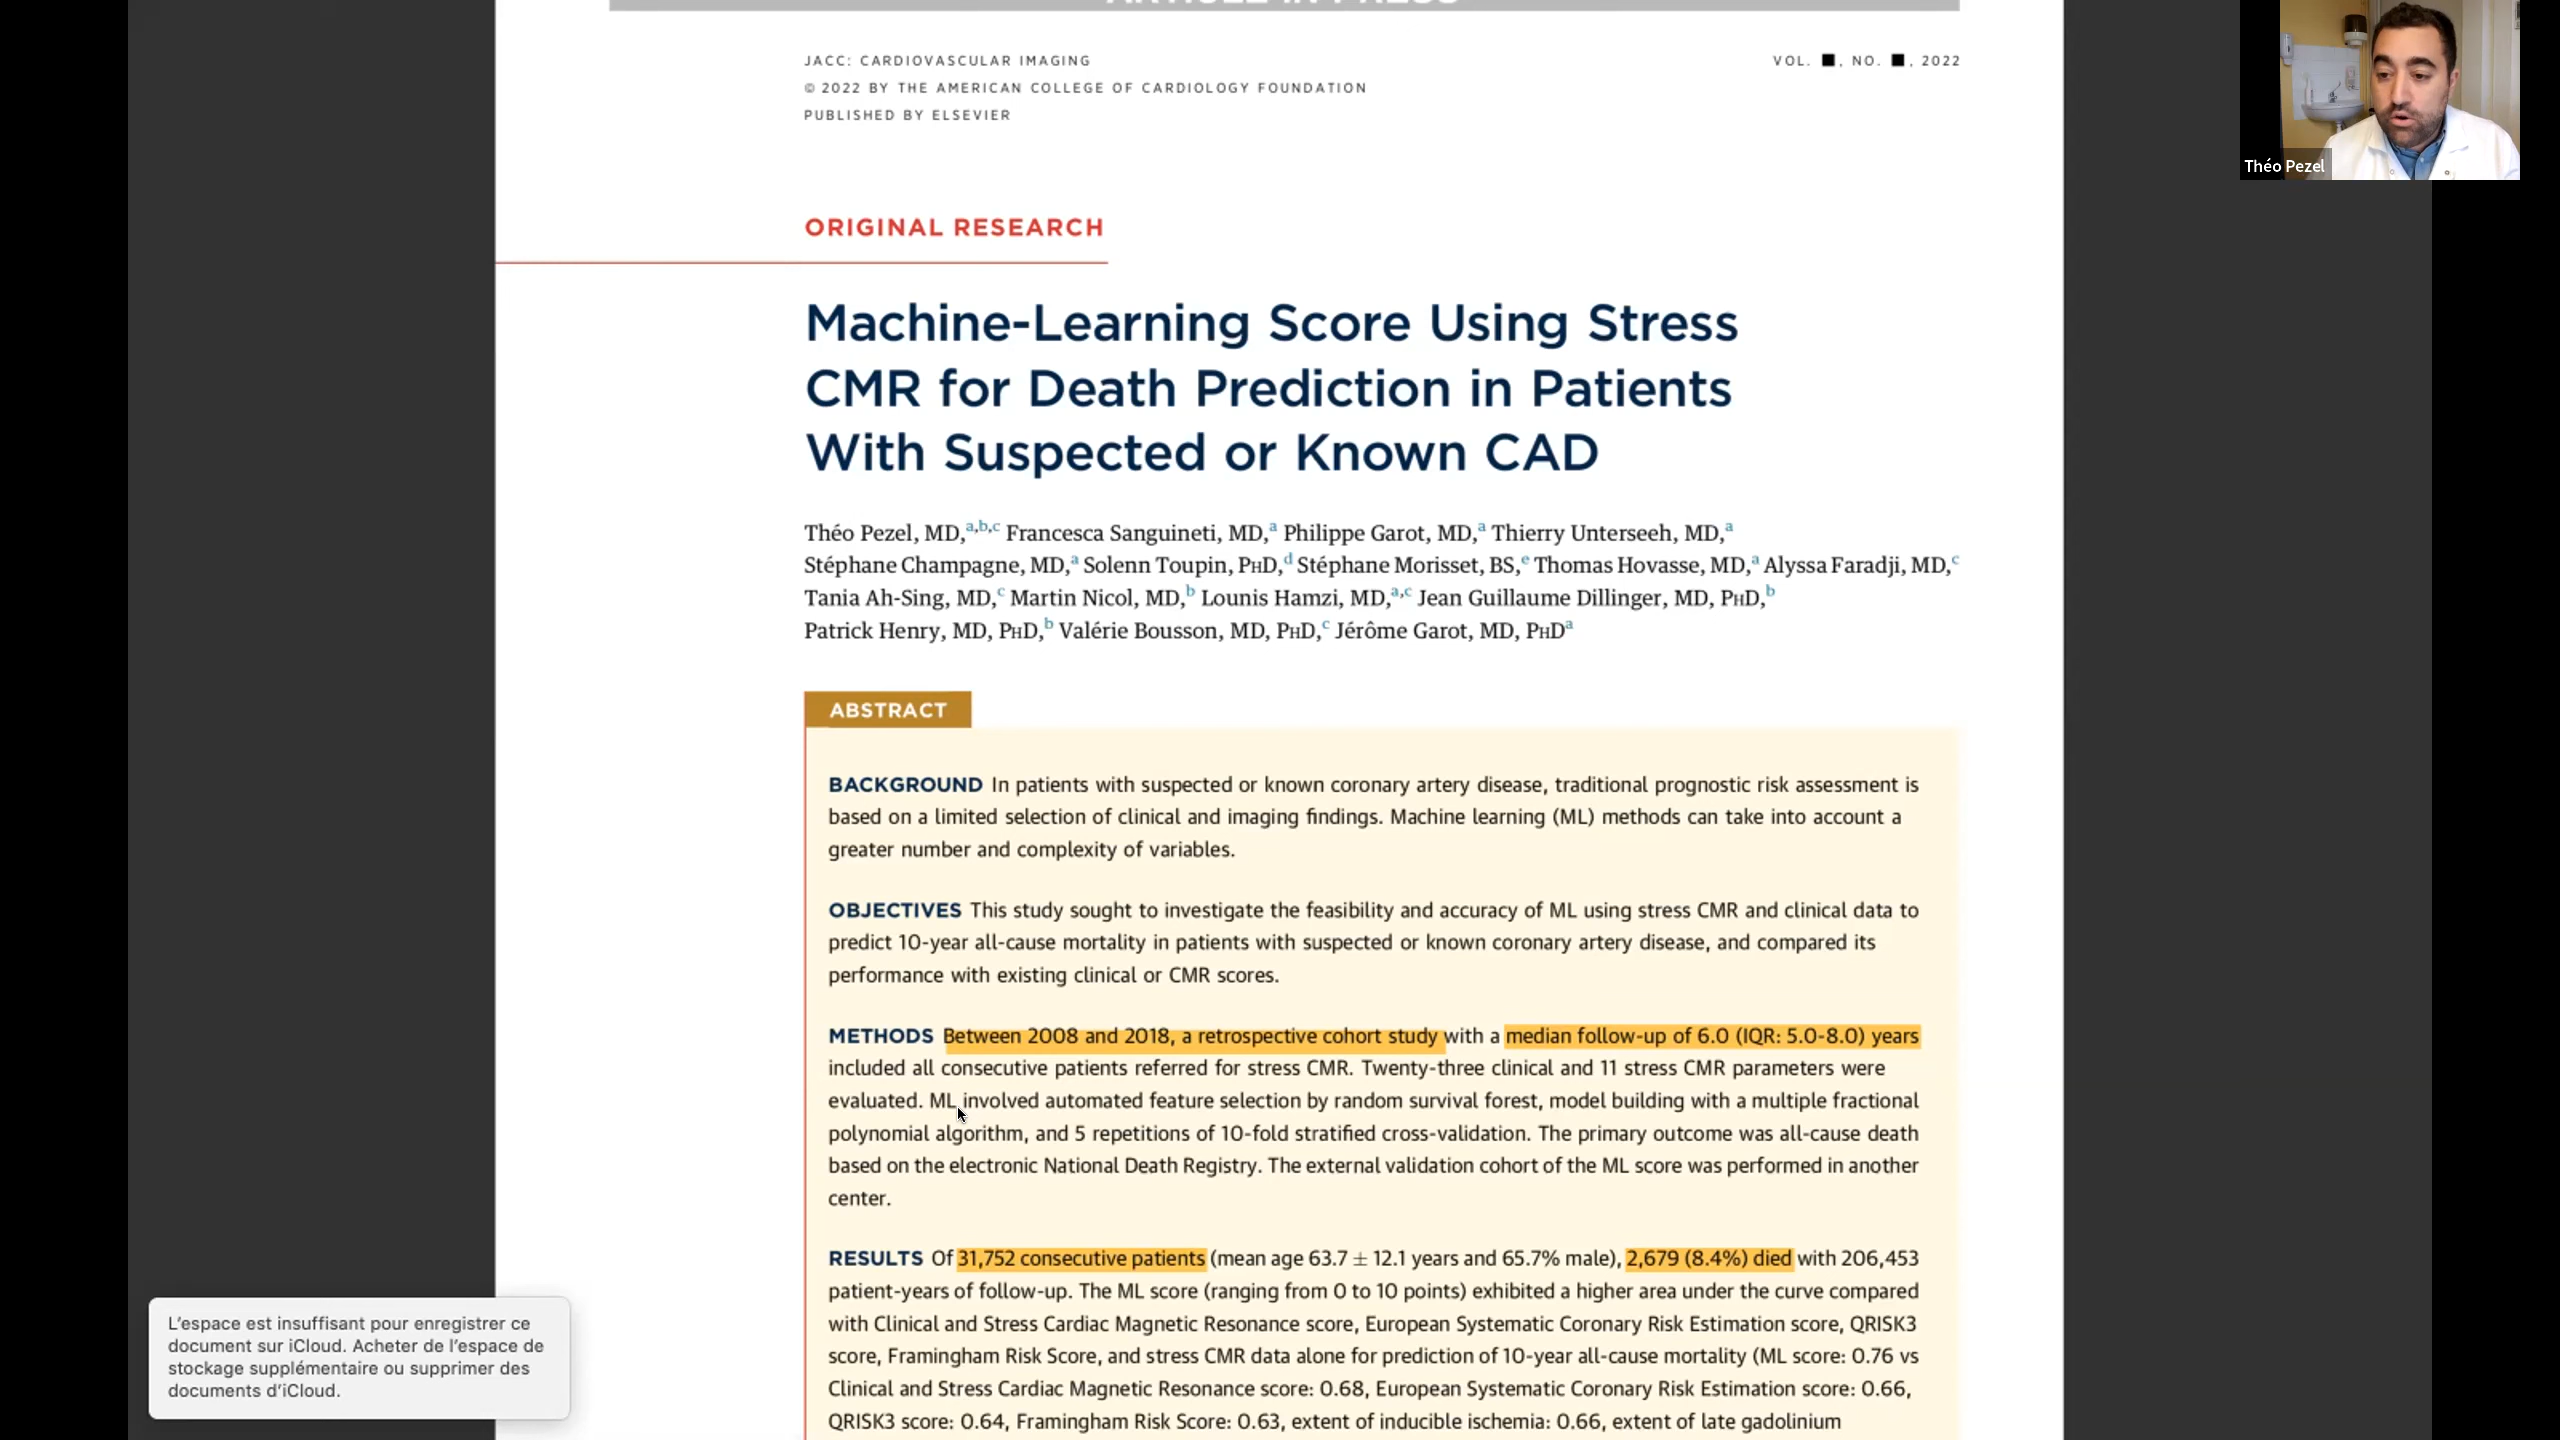 ARTICLE IN PRESS
JACC: CARDIOVASCULAR IMAGING
VOL. ■, NO. ■, 2022
© 2022 BY THE AMERICAN COLLEGE OF CARDIOLOGY FOUNDATION
PUBLISHED BY ELSEVIER
Théo Pezel
ORIGINAL RESEARCH
Machine-Learning Score Using Stress
CMR for Death Prediction in Patients
With Suspected or Known CAD
Théo Pezel, MD,a,b,c Francesca Sanguineti, MD,a Philippe Garot, MD,a Thierry Unterseeh, MD,a
Stéphane Champagne, MD,a Solenn Toupin, PhD,d Stéphane Morisset, BS,e Thomas Hovasse, MD,a Alyssa Faradji, MD,c
Tania Ah-Sing, MD,c Martin Nicol, MD,b Lounis Hamzi, MD,a,c Jean Guillaume Dillinger, MD, PhD,b
Patrick Henry, MD, PhD,b Valérie Bousson, MD, PhD,c Jérôme Garot, MD, PhDa
ABSTRACT
BACKGROUND In patients with suspected or known coronary artery disease, traditional prognostic risk assessment is
based on a limited selection of clinical and imaging findings. Machine learning (ML) methods can take into account a
greater number and complexity of variables.
OBJECTIVES This study sought to investigate the feasibility and accuracy of ML using stress CMR and clinical data to
predict 10-year all-cause mortality in patients with suspected or known coronary artery disease, and compared its
performance with existing clinical or CMR scores.
METHODS Between 2008 and 2018, a retrospective cohort study with a median follow-up of 6.0 (IQR: 5.0-8.0) years
included all consecutive patients referred for stress CMR. Twenty-three clinical and 11 stress CMR parameters were
evaluated. ML involved automated feature selection by random survival forest, model building with a multiple fractional
polynomial algorithm, and 5 repetitions of 10-fold stratified cross-validation. The primary outcome was all-cause death
based on the electronic National Death Registry. The external validation cohort of the ML score was performed in another
center.
RESULTS Of 31,752 consecutive patients (mean age 63.7 ± 12.1 years and 65.7% male), 2,679 (8.4%) died with 206,453
patient-years of follow-up. The ML score (ranging from 0 to 10 points) exhibited a higher area under the curve compared
with Clinical and Stress Cardiac Magnetic Resonance score, European Systematic Coronary Risk Estimation score, QRISK3
score, Framingham Risk Score, and stress CMR data alone for prediction of 10-year all-cause mortality (ML score: 0.76 vs
Clinical and Stress Cardiac Magnetic Resonance score: 0.68, European Systematic Coronary Risk Estimation score: 0.66,
QRISK3 score: 0.64, Framingham Risk Score: 0.63, extent of inducible ischemia: 0.66, extent of late gadolinium
L'espace est insuffisant pour enregistrer ce
document sur iCloud. Acheter de l'espace de
stockage supplémentaire ou supprimer des
documents d'iCloud.